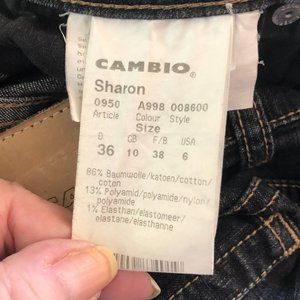 CAMBIO
Sharon
0950 A998 008600
Article Colour Style
Size
D GB F/B USA
36 10 38 6
86% Baumwolle/katoen/cotton/
coton
13% Polyamid/polyamide/nylon/
polyamide
1% Elasthan/elastomeer/
elastane/elasthanne